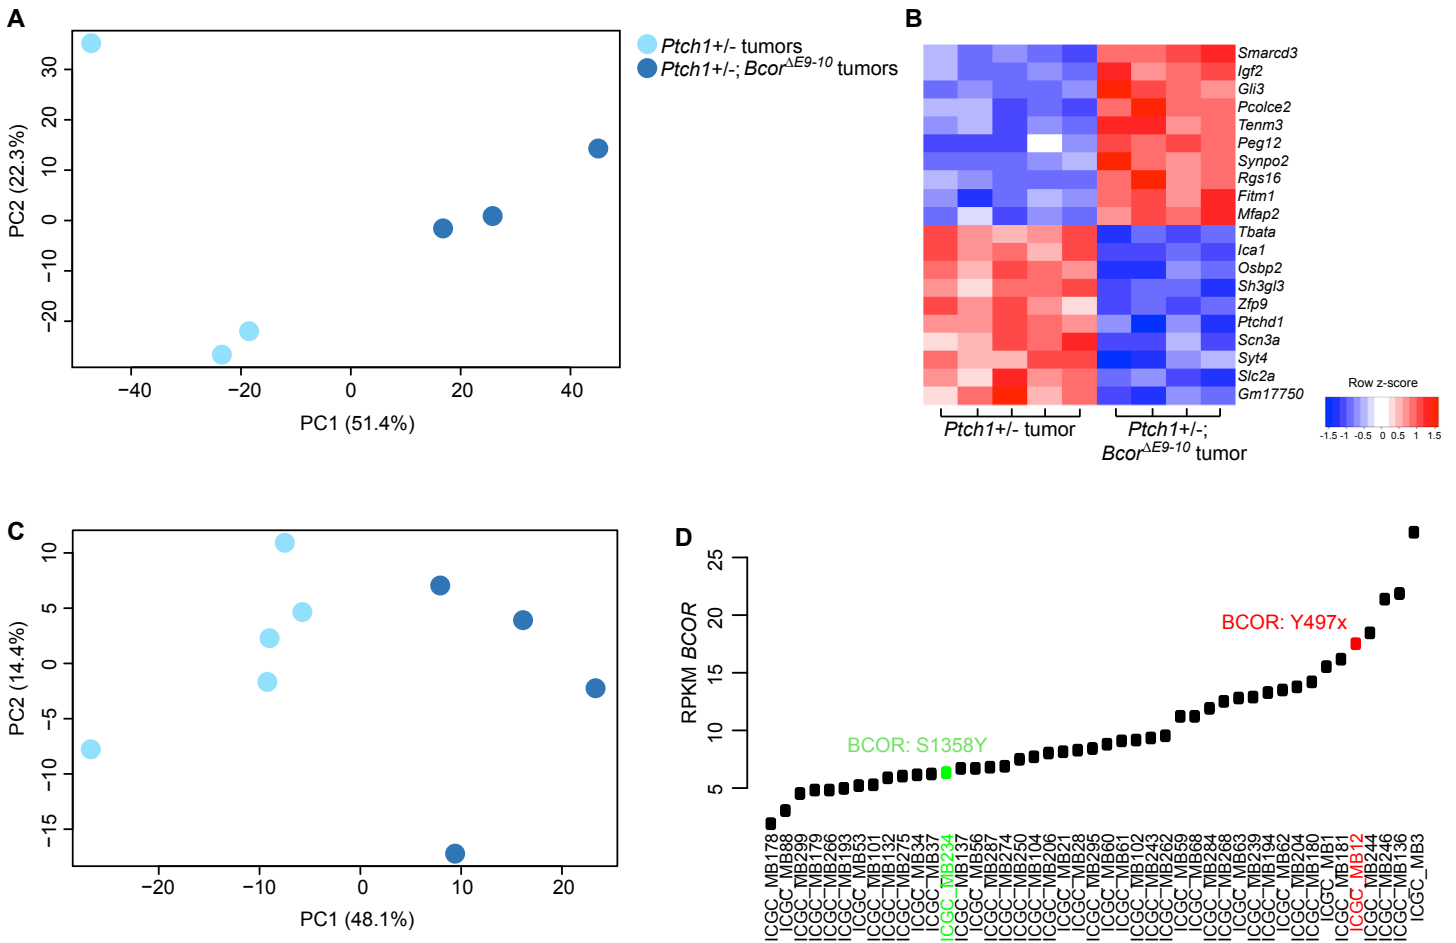 A
30
20
10
0
−10
−20
PC2 (22.3%)
−40
−20
0
20
40
PC1 (51.4%)
Ptch1+/- tumors
Ptch1+/-; Bcor^ΔE9-10 tumors
B
Smarcd3
Igf2
Gli3
Pcolce2
Tenm3
Peg12
Synpo2
Rgs16
Fitm1
Mfap2
Tbata
Ica1
Osbp2
Sh3gl3
Zfp9
Ptchd1
Scn3a
Syt4
Slc2a
Gm17750
Ptch1+/- tumor
Ptch1+/-;
Bcor^ΔE9-10 tumor
Row z-score
-1.5 -1 -0.5 0 0.5 1 1.5
C
10
5
0
−5
−10
−15
PC2 (14.4%)
−20
−10
0
10
20
PC1 (48.1%)
D
25
20
15
10
5
RPKM BCOR
BCOR: Y497x
BCOR: S1358Y
ICGC_MB178
ICGC_MB88
ICGC_MB299
ICGC_MB179
ICGC_MB266
ICGC_MB193
ICGC_MB53
ICGC_MB101
ICGC_MB132
ICGC_MB275
ICGC_MB34
ICGC_MB37
ICGC_MB234
ICGC_MB137
ICGC_MB56
ICGC_MB287
ICGC_MB274
ICGC_MB250
ICGC_MB104
ICGC_MB206
ICGC_MB21
ICGC_MB28
ICGC_MB295
ICGC_MB60
ICGC_MB61
ICGC_MB102
ICGC_MB243
ICGC_MB262
ICGC_MB59
ICGC_MB68
ICGC_MB284
ICGC_MB268
ICGC_MB63
ICGC_MB239
ICGC_MB194
ICGC_MB62
ICGC_MB204
ICGC_MB180
ICGC_MB1
ICGC_MB181
ICGC_MB12
ICGC_MB244
ICGC_MB246
ICGC_MB136
ICGC_MB3